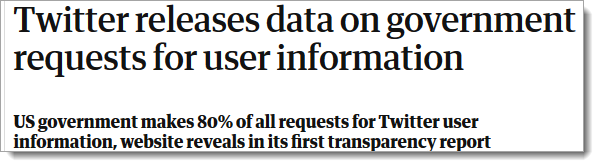 Twitter releases data on government
requests for user information
US government makes 80% of all requests for Twitter user
information, website reveals in its first transparency report